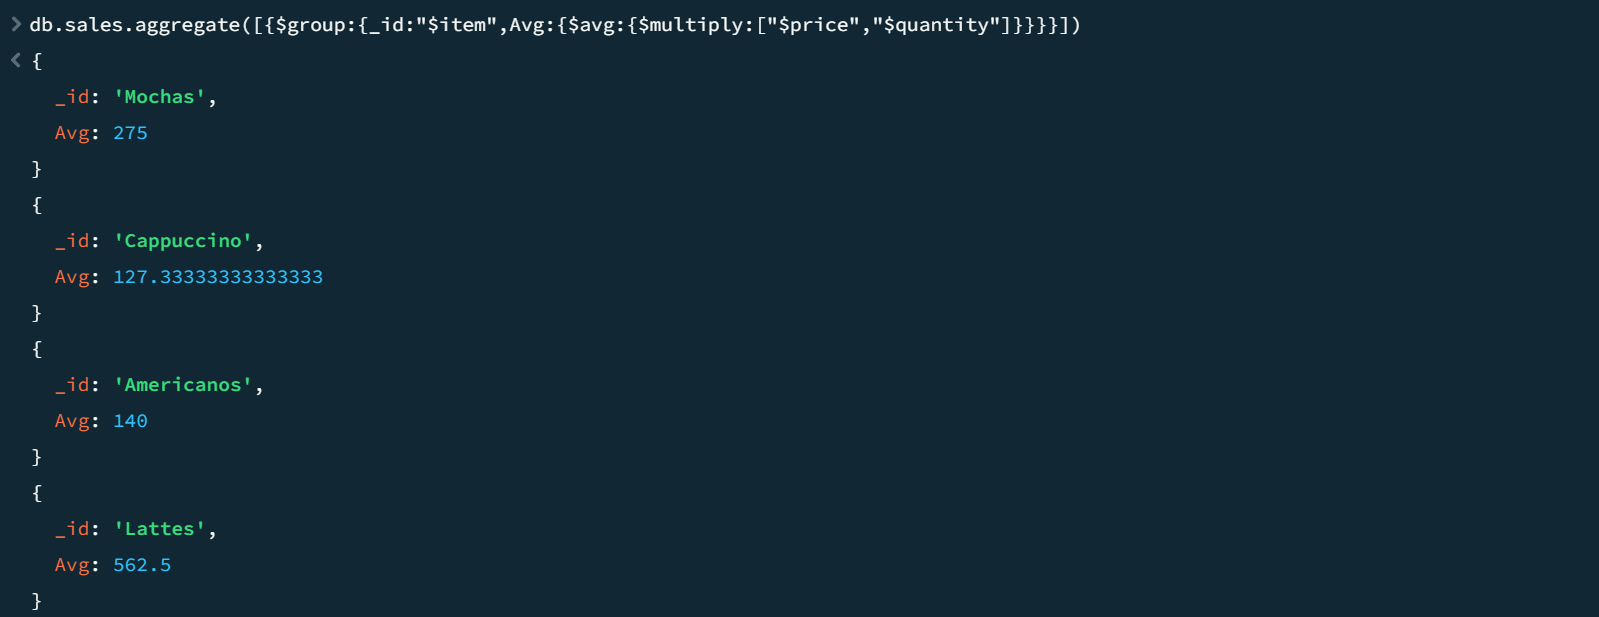 > db.sales.aggregate([{$group:{_id:"$item",Avg:{$avg:{$multiply:["$price","$quantity"]}}}}])
< {
_id: 'Mochas',
Avg: 275
}
{
_id: 'Cappuccino',
Avg: 127.33333333333333
}
{
_id: 'Americanos',
Avg: 140
}
{
_id: 'Lattes',
Avg: 562.5
}